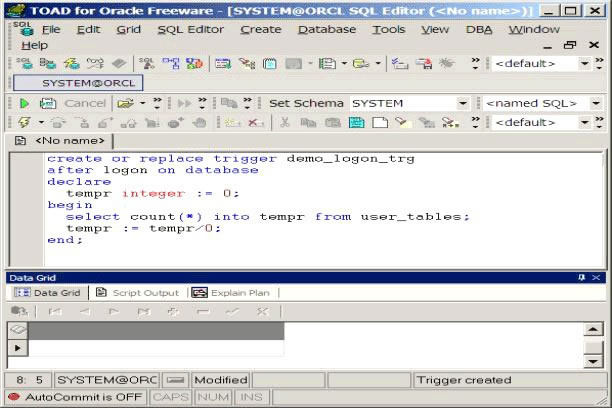 TOAD for Oracle Freeware - [SYSTEM@ORCL SQL Editor (<No name>)]
SQL File Edit Grid SQL Editor Create Database Tools View DBA Window
Help
<default>
SYSTEM@ORCL
Cancel Set Schema SYSTEM <named SQL>
<default>
<No name>
create or replace trigger demo_logon_trg
after logon on database
declare
tempr integer := 0;
begin
select count(*) into tempr from user_tables;
tempr := tempr/0;
end;
Data Grid
Data Grid Script Output Explain Plan
8: 5 SYSTEM@ORC Modified Trigger created
AutoCommit is OFF CAPS NUM INS